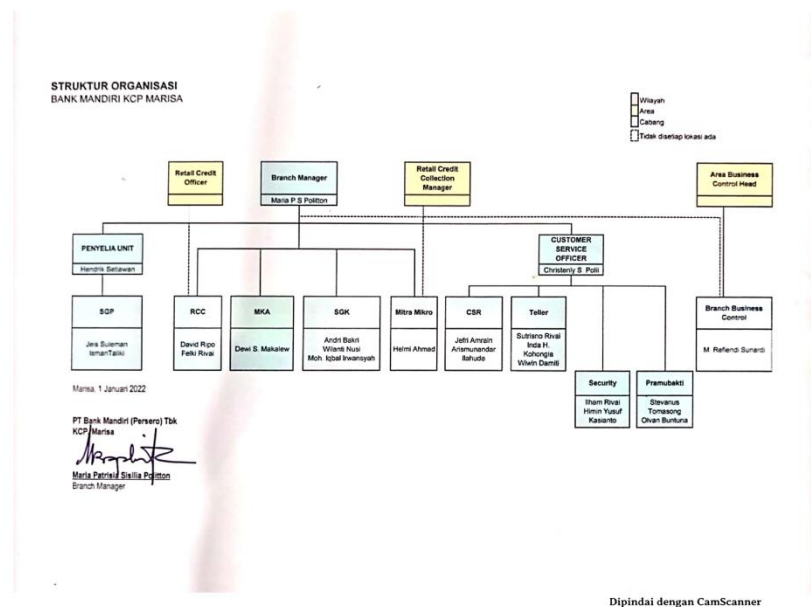 STRUKTUR ORGANISASI
BANK MANDIRI KCP MARISA
Wilayah
Area
Cabang
Tidak disetiap lokasi ada
Retail Credit
Officer
Branch Manager
Maria P S Politton
Retail Credit
Collection
Manager
Area Business
Control Head
PENYELIA UNIT
Hendrik Setiawan
CUSTOMER
SERVICE
OFFICER
Christenly S Polii
SGP
Jeis Suleman
IsmanTaliki
RCC
David Ripo
Felki Rivai
MKA
Dewi S. Makalew
SGK
Andri Bakri
Wilanti Nusi
Moh. Iqbal Irwansyah
Mitra Mikro
Helmi Ahmad
CSR
Jefri Amrain
Arismunandar
Ilahude
Teller
Sutrisno Rivai
Inda H.
Kohongia
Wiwin Damiti
Branch Business
Control
M. Refiendi Sunardi
Security
Ilham Rivai
Himin Yusuf
Kasianto
Pramubakti
Stevanus
Tomasong
Olvan Buntuna
Marisa, 1 Januari 2022
PT Bank Mandiri (Persero) Tbk
KCP Marisa
Maria Patrisia Sisilia Politton
Branch Manager
Dipindai dengan CamScanner